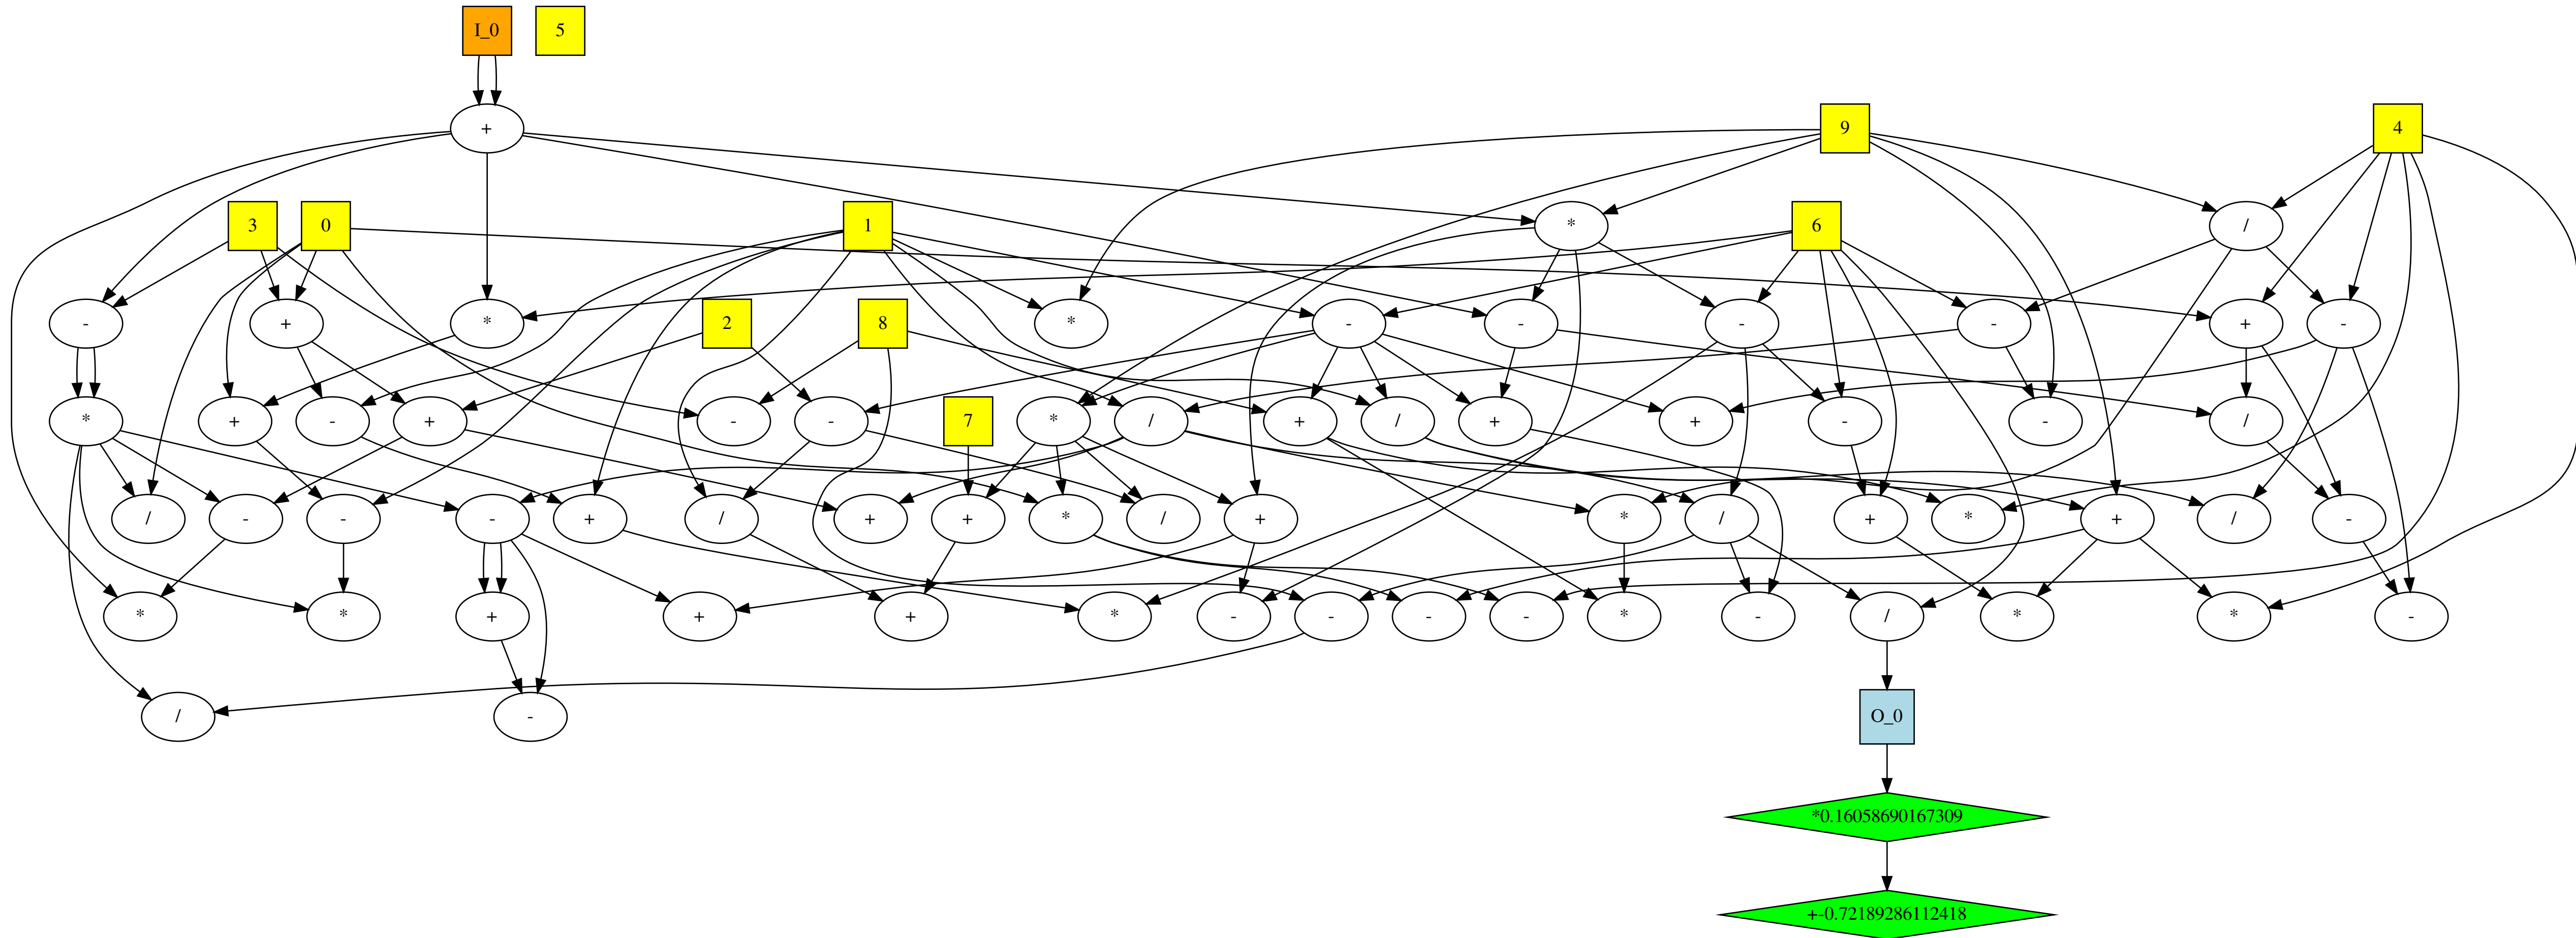 I_0 5
+ 9 4
3 0 1 * 6 /
- + * 2 8 * - - - - + -
* + - + - - 7 * / + / + + - - /
/ - - - + / + + * / + * / + * + / -
* * + + + * - - - - * - / * * -
/ - O_0
*0.16058690167309
+-0.72189286112418